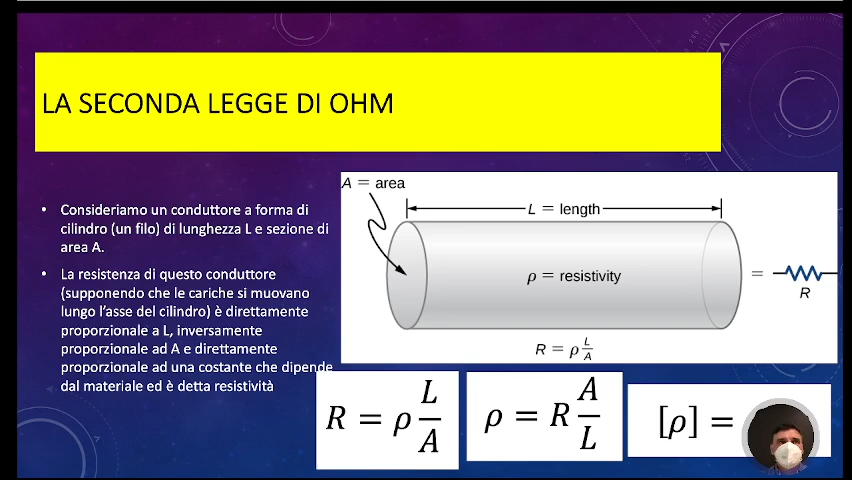 LA SECONDA LEGGE DI OHM
• Consideriamo un conduttore a forma di
cilindro (un filo) di lunghezza L e sezione di
area A.
• La resistenza di questo conduttore
(supponendo che le cariche si muovano
lungo l'asse del cilindro) è direttamente
proporzionale a L, inversamente
proporzionale ad A e direttamente
proporzionale ad una costante che dipende
dal materiale ed è detta resistività
A = area
L = length
ρ = resistivity
=
R
R = ρ L/A
R = ρ L/A
ρ = R A/L
[ρ] =